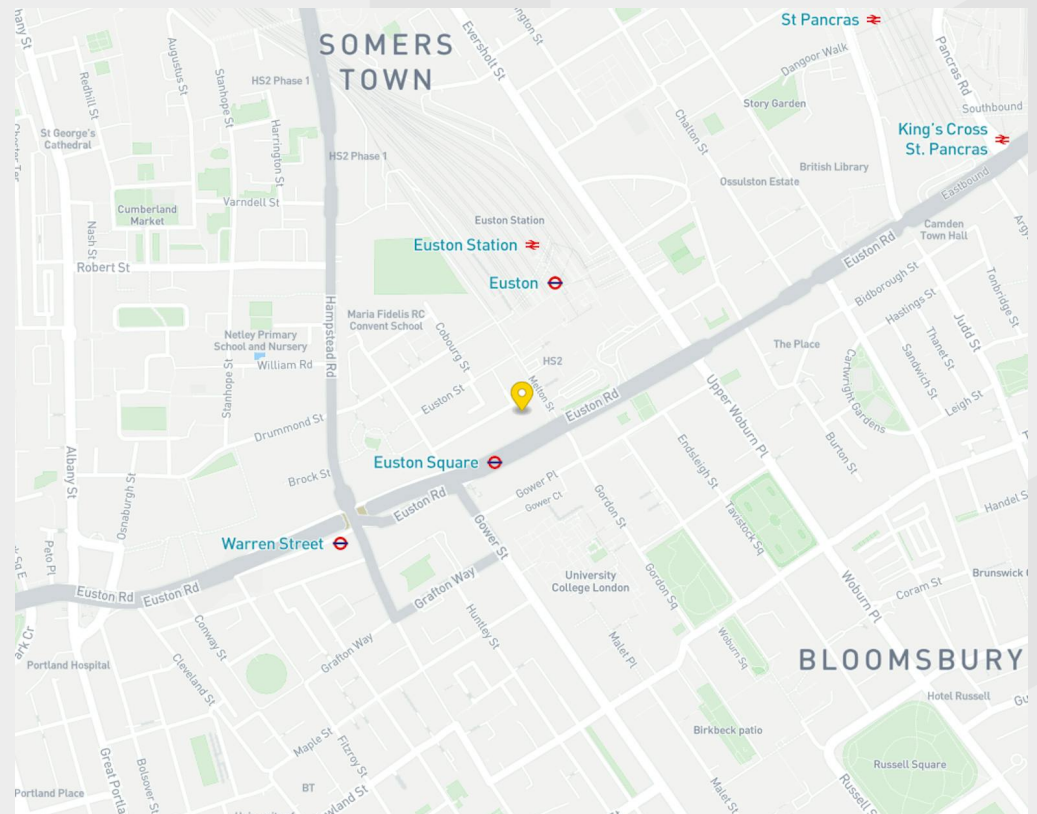 St Pancras
SOMERS
TOWN
Eversholt St
Dangoor Walk
Pancras Rd
HS2 Phase 1
Augustus St
Redhill St
Stanhope St
Story Garden
Southbound
Chalton St
King's Cross
St. Pancras
St George's
Cathedral
Harrington St
HS2 Phase 1
British Library
Ossulston Estate
Eastbound
Varndell St
Cumberland
Market
Euston Station
Camden
Town Hall
Nash St
Euston Station
Euston Rd
Robert St
Euston
Bidborough St
Tonbridge St
Hastings St
Hampstead Rd
Maria Fidelis RC
Convent School
Judd St
Netley Primary
School and Nursery
Cobourg St
The Place
Thanet St
William Rd
HS2
Sandwich St
Stanhope St
Melton St
Cartwright Gardens
Euston St
Euston Rd
Upper Woburn Pl
Leigh St
Drummond St
Burton St
Albany St
Euston Square
Endsleigh St
Brock St
Gower Pl
Osnaburgh St
Euston Rd
Gower Ct
Gordon St
Handel S
Tavistock Sq
Warren Street
Gower St
Peto Pl
University
College London
Brunswick
Gordon Sq
Coram St
Woburn Pl
Euston Rd
Euston Rd
Grafton Way
Huntley St
Conway St
Malet Pl
Woburn Sq
Grafton Way
BLOOMSBURY
Portland Hospital
Cleveland St
Hotel Russell
Maple St
Birkbeck patio
Fitzroy St
Russell Square
Great Portla
Bolsover St
BT
Portland Place
wland St
Malet St
Russell S